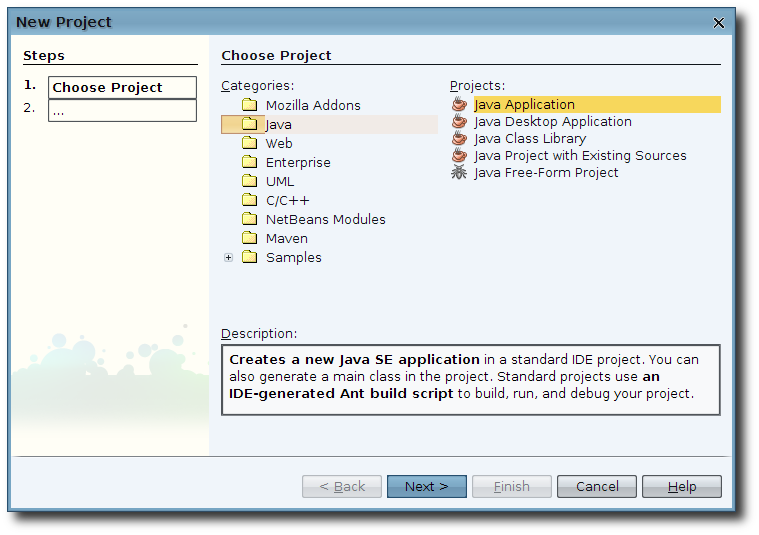 New Project
Steps
1. Choose Project
2. ...
Choose Project
Categories:
Mozilla Addons
Java
Web
Enterprise
UML
C/C++
NetBeans Modules
Maven
Samples
Projects:
Java Application
Java Desktop Application
Java Class Library
Java Project with Existing Sources
Java Free-Form Project
Description:
Creates a new Java SE application in a standard IDE project. You can
also generate a main class in the project. Standard projects use an
IDE-generated Ant build script to build, run, and debug your project.
< Back Next > Finish Cancel Help